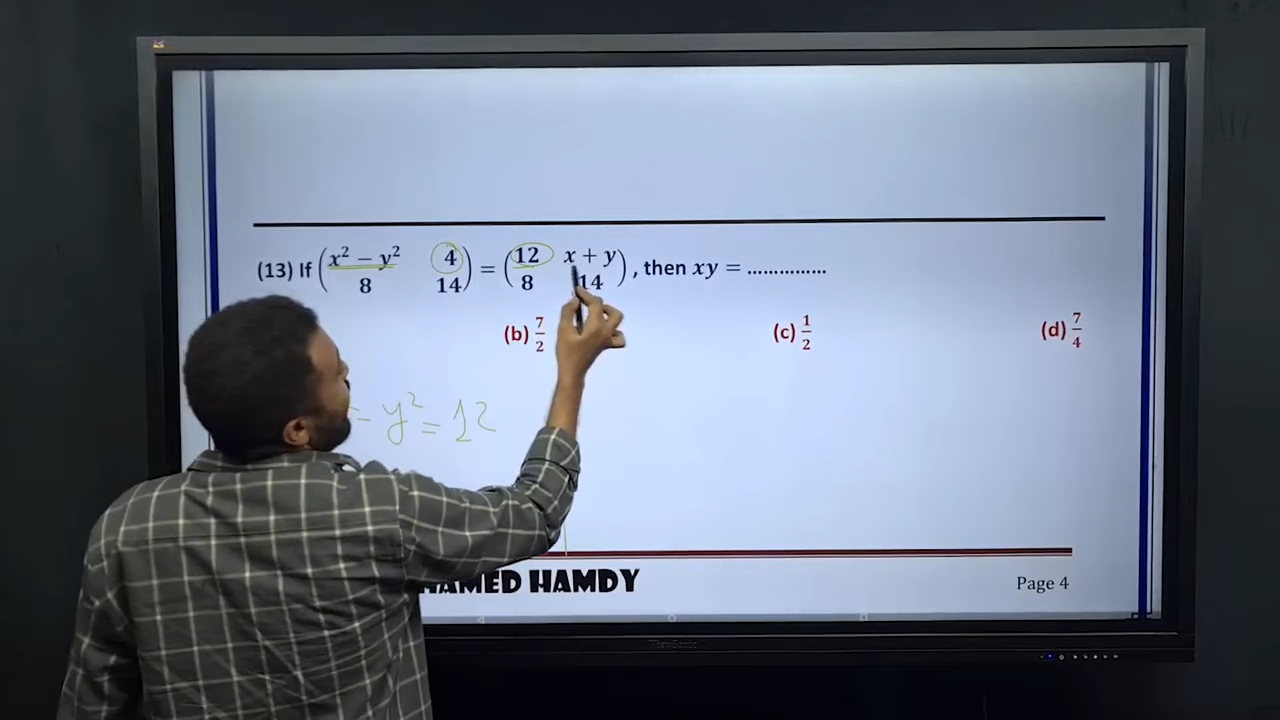 (13) If (x² − y² 4 8 14) = (12 x + y 8 14) , then xy = ...............
(b) 7/2 (c) 1/2 (d) 7/4
− y² = 12
HAMED HAMDY Page 4
ViewSonic